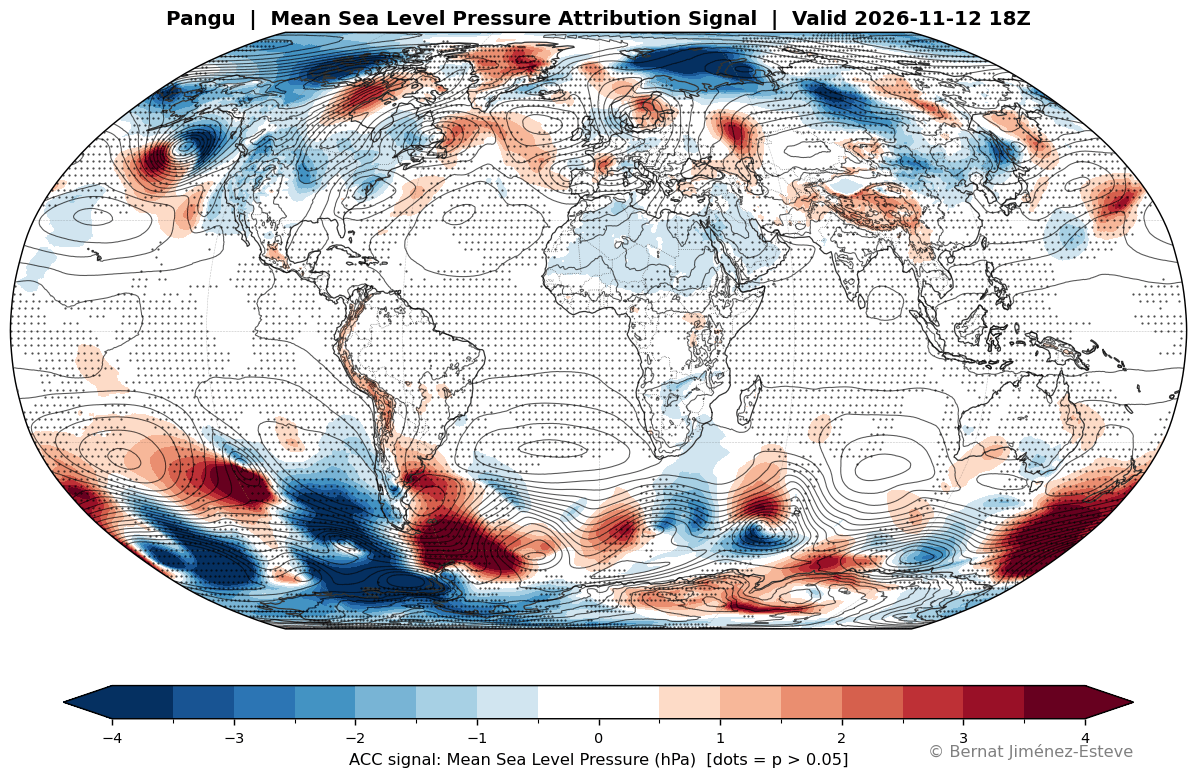 Pangu | Mean Sea Level Pressure Attribution Signal | Valid 2026-11-12 18Z
−4 −3 −2 −1 0 1 2 3 4
ACC signal: Mean Sea Level Pressure (hPa) [dots = p > 0.05]
© Bernat Jiménez-Esteve